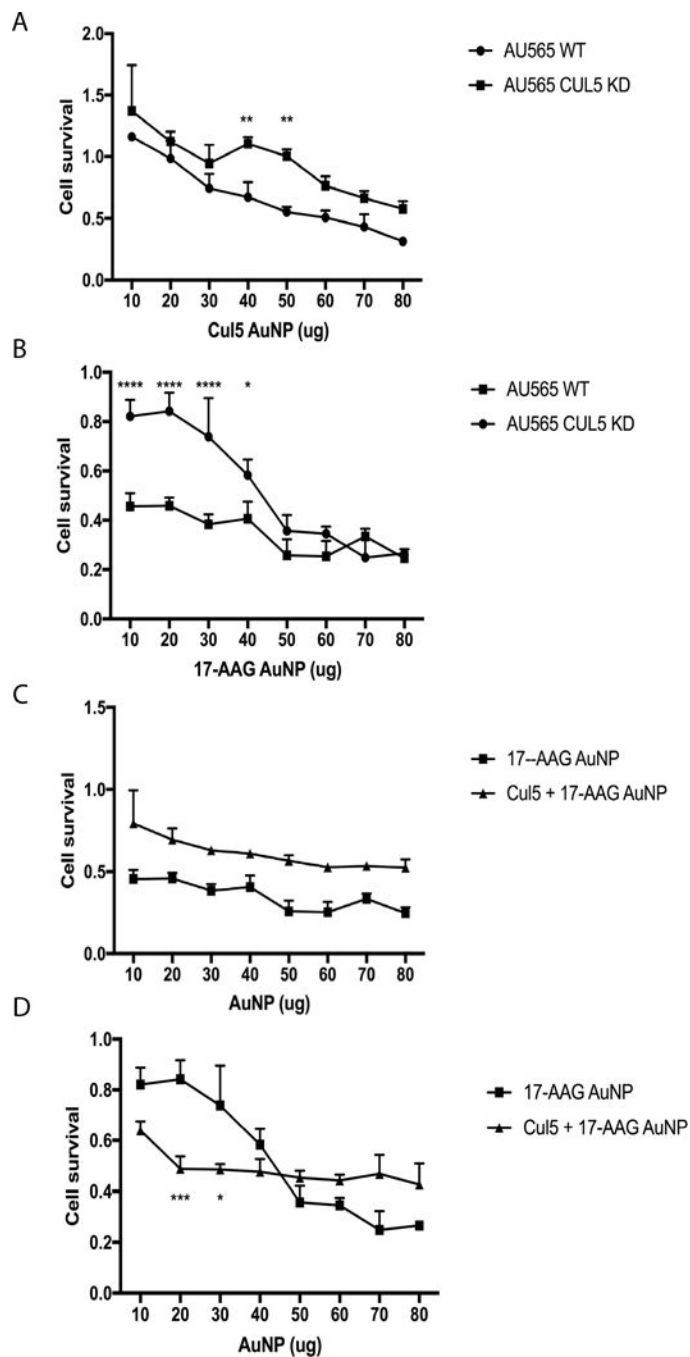 A
2.0
1.5
1.0
0.5
0.0
Cell survival
** **
10 20 30 40 50 60 70 80
Cul5 AuNP (ug)
AU565 WT
AU565 CUL5 KD
B
1.0
0.8
0.6
0.4
0.2
0.0
Cell survival
**** **** **** *
10 20 30 40 50 60 70 80
17-AAG AuNP (ug)
AU565 WT
AU565 CUL5 KD
C
1.5
1.0
0.5
0.0
Cell survival
10 20 30 40 50 60 70 80
AuNP (ug)
17--AAG AuNP
Cul5 + 17-AAG AuNP
D
1.0
0.8
0.6
0.4
0.2
0.0
Cell survival
*** *
10 20 30 40 50 60 70 80
AuNP (ug)
17-AAG AuNP
Cul5 + 17-AAG AuNP